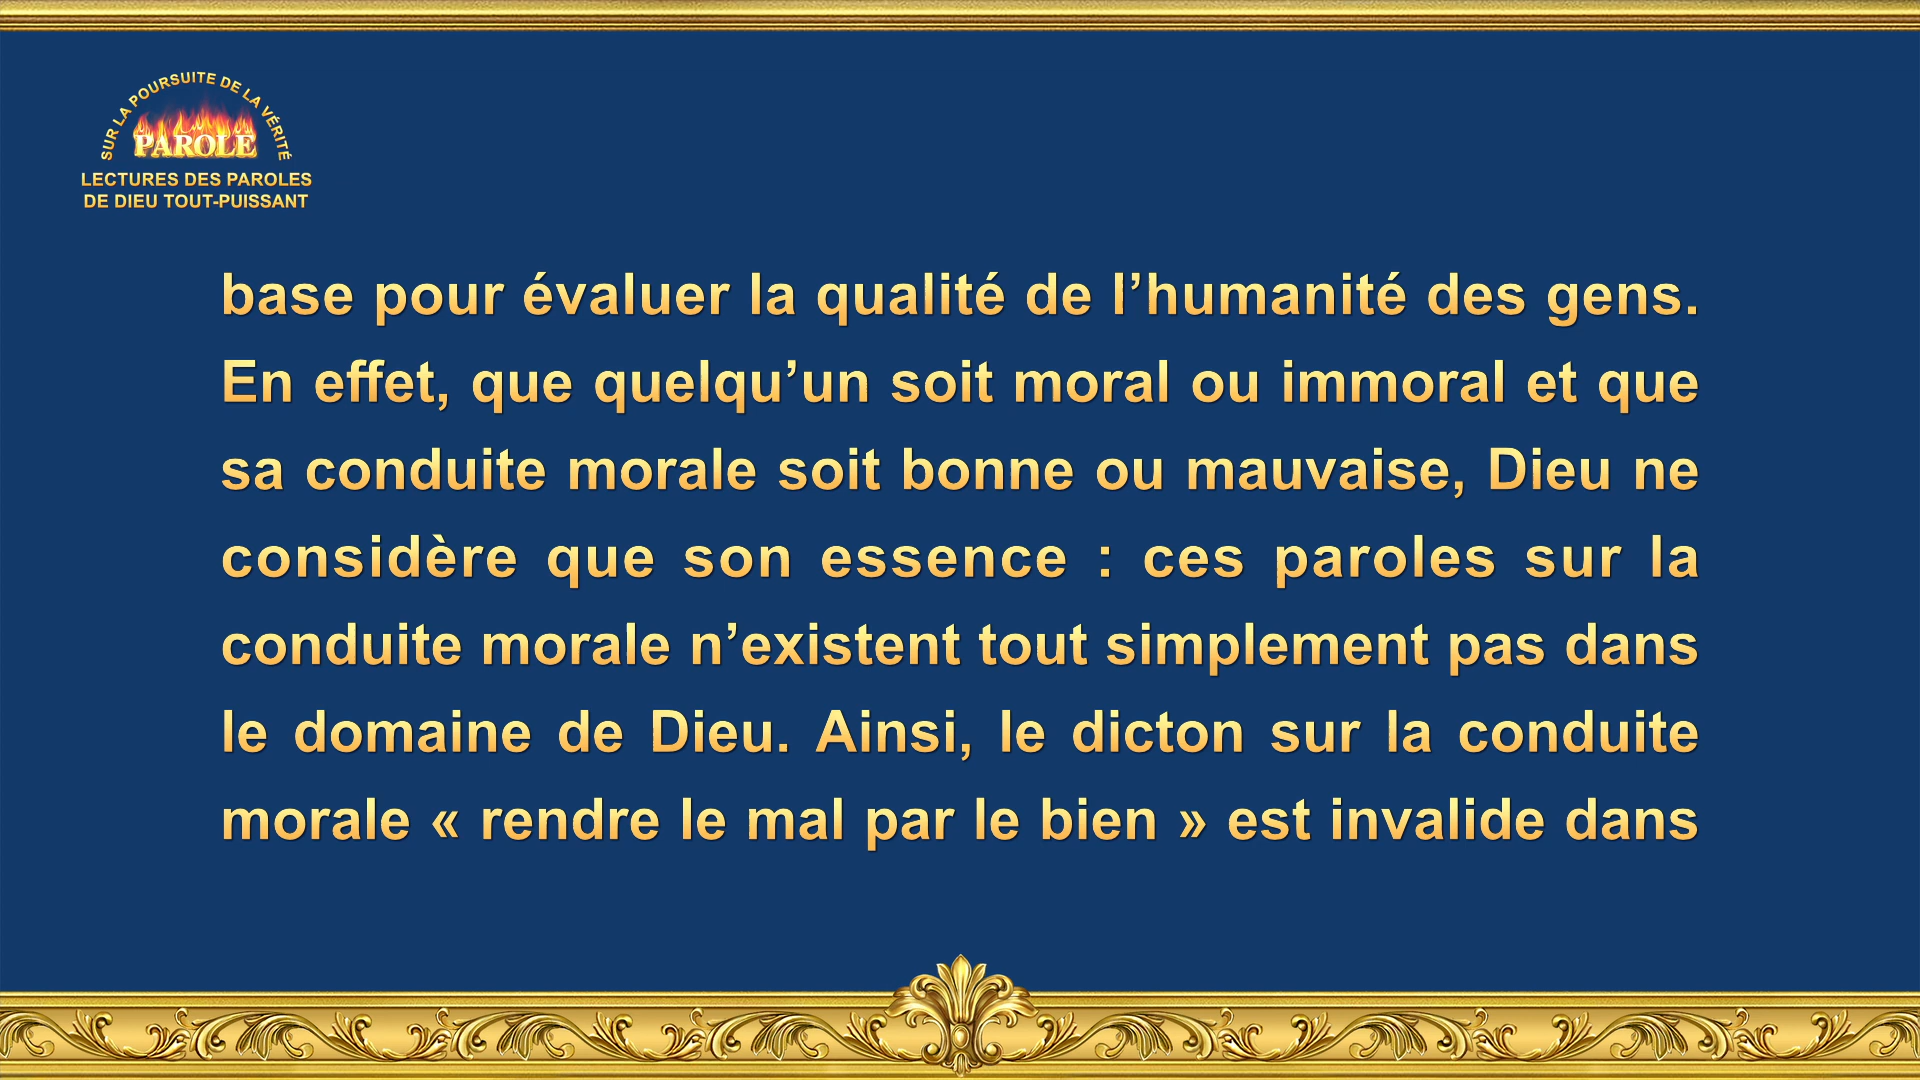 SUR LA POURSUITE DE LA VÉRITÉ
PAROLE
LECTURES DES PAROLES
DE DIEU TOUT-PUISSANT
base pour évaluer la qualité de l’humanité des gens.
En effet, que quelqu’un soit moral ou immoral et que
sa conduite morale soit bonne ou mauvaise, Dieu ne
considère que son essence : ces paroles sur la
conduite morale n’existent tout simplement pas dans
le domaine de Dieu. Ainsi, le dicton sur la conduite
morale « rendre le mal par le bien » est invalide dans